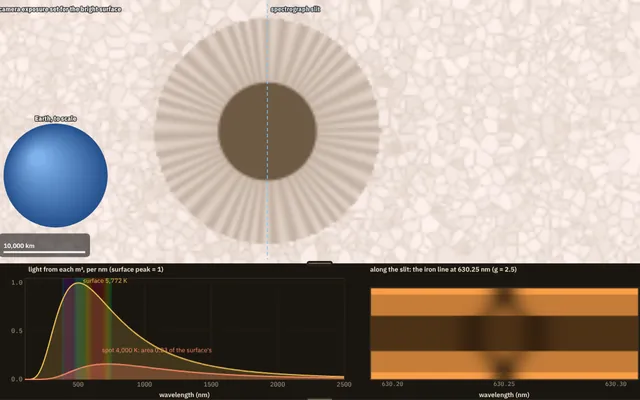 camera exposure set for the bright surface
spectrograph slit
Earth, to scale
10,000 km
light from each m², per nm (surface peak = 1)
along the slit: the iron line at 630.25 nm (g = 2.5)
1.0
surface 5,772 K
0.5
spot 4,000 K: area of the surface's
0.0
500 1000 1500 2000 2500
630.20 630.25 630.30
wavelength (nm)
wavelength (nm)